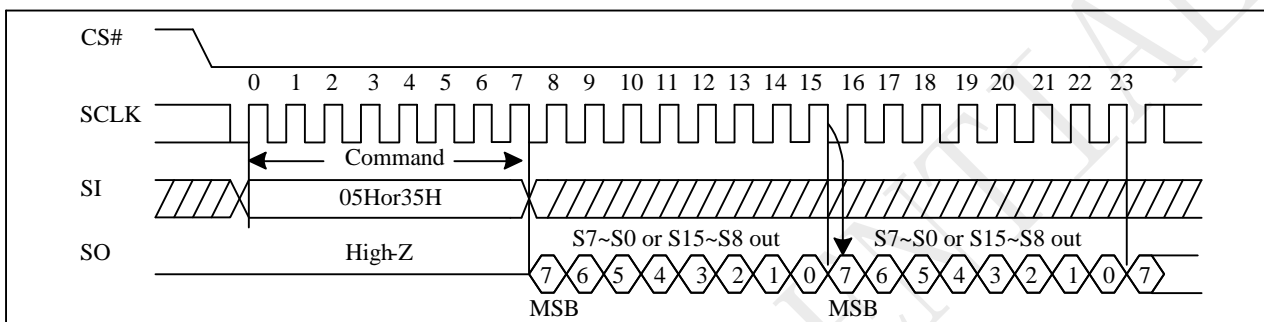 CS#
0 1 2 3 4 5 6 7 8 9 10 11 12 13 14 15 16 17 18 19 20 21 22 23
SCLK
Command
SI 05Hor35H
S7~S0 or S15~S8 out S7~S0 or S15~S8 out
SO High-Z
7 6 5 4 3 2 1 0 7 6 5 4 3 2 1 0 7
MSB MSB